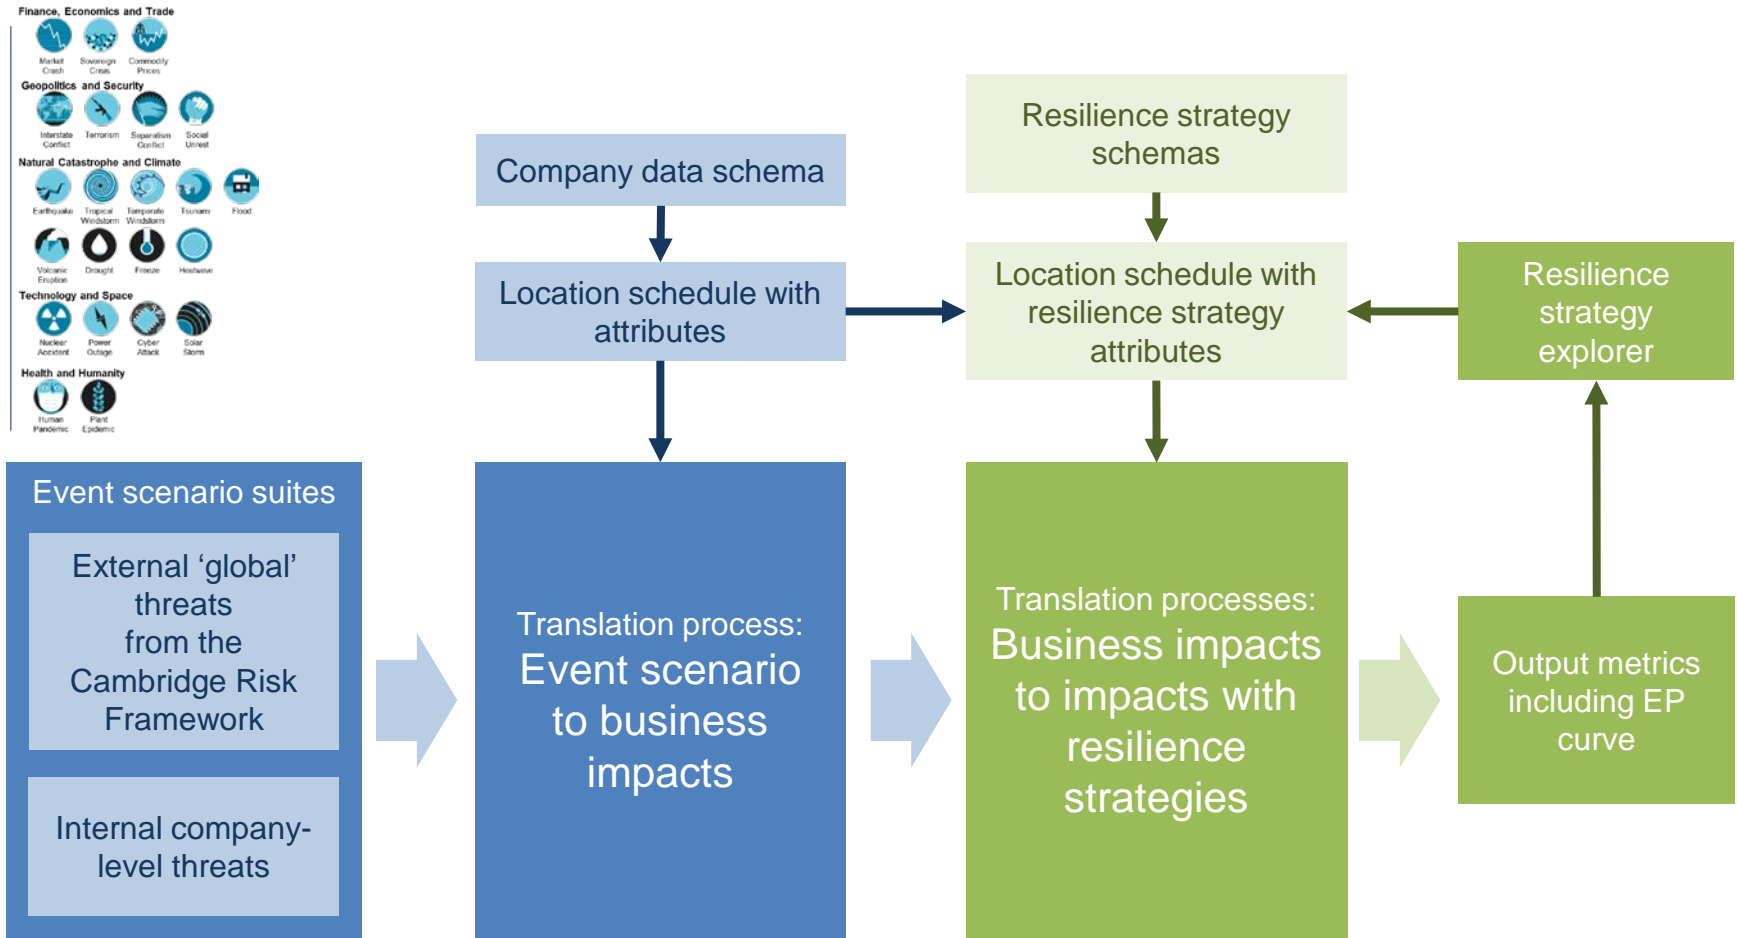 Finance, Economics and Trade
Market
Crash
Sovereign
Crisis
Commodity
Prices
Geopolitics and Security
Interstate
Conflict
Terrorism
Separatism
Conflict
Social
Unrest
Natural Catastrophe and Climate
Earthquake
Tropical
Windstorm
Temperate
Windstorm
Tsunami
Flood
Volcanic
Eruption
Drought
Freeze
Heatwave
Technology and Space
Nuclear
Accident
Power
Outage
Cyber
Attack
Solar
Storm
Health and Humanity
Human
Pandemic
Plant
Epidemic
Event scenario suites
External ‘global’
threats
from the
Cambridge Risk
Framework
Internal company-
level threats
Company data schema
Location schedule with
attributes
Translation process:
Event scenario
to business
impacts
Resilience strategy
schemas
Location schedule with
resilience strategy
attributes
Translation processes:
Business impacts
to impacts with
resilience
strategies
Resilience
strategy
explorer
Output metrics
including EP
curve